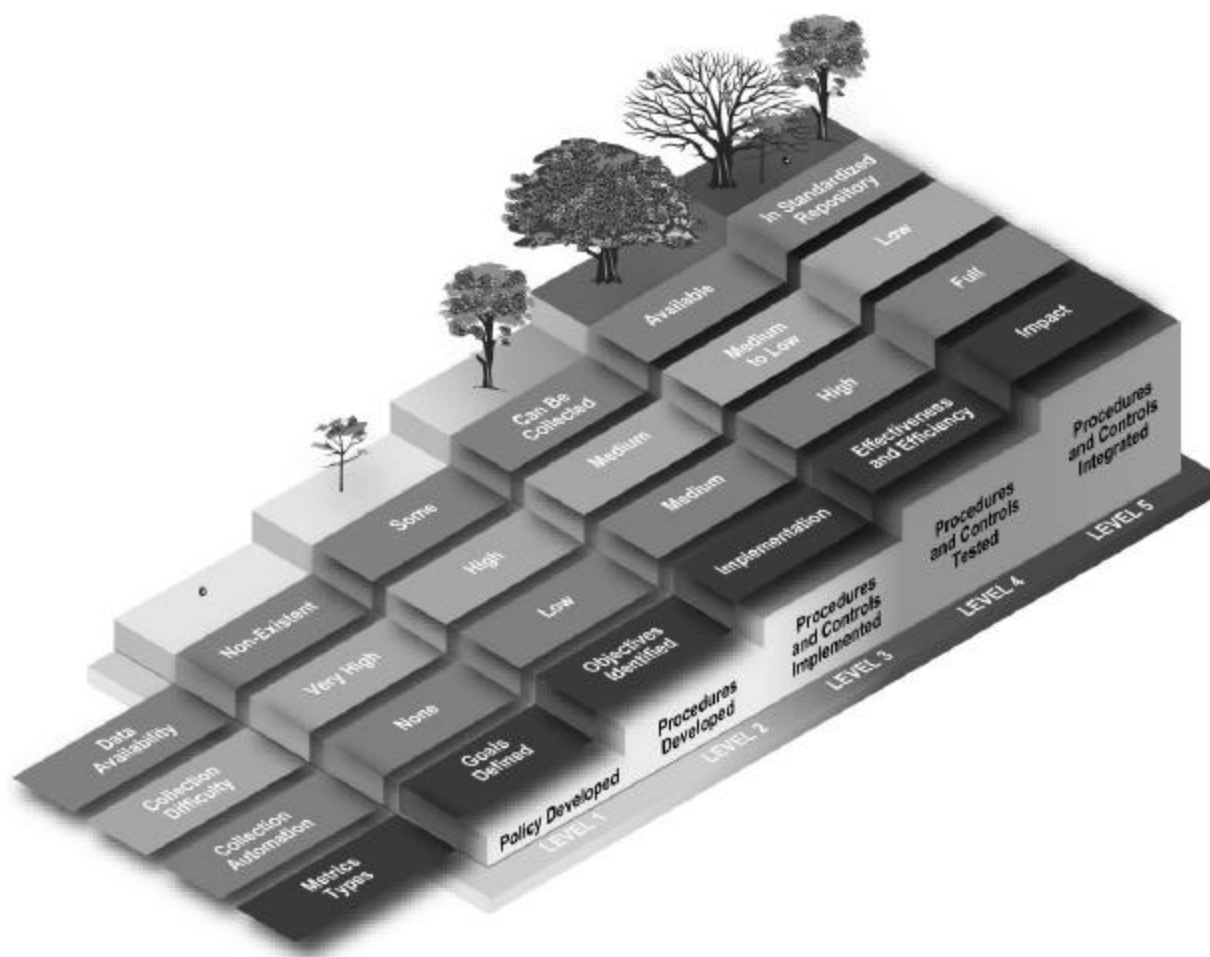 In Standardized
Repository
Low
Full
Impact
Available
Medium
to Low
High
Effectiveness
and Efficiency
Can Be
Collected
Medium
Medium
Implementation
Some
High
Low
Objectives
Identified
Non-Existent
Very High
None
Goals
Defined
Data
Availability
Collection
Difficulty
Collection
Automation
Metrics
Types
Policy Developed
Procedures
Developed
Procedures
and Controls
Implemented
Procedures
and Controls
Tested
Procedures
and Controls
Integrated
LEVEL 1
LEVEL 2
LEVEL 3
LEVEL 4
LEVEL 5